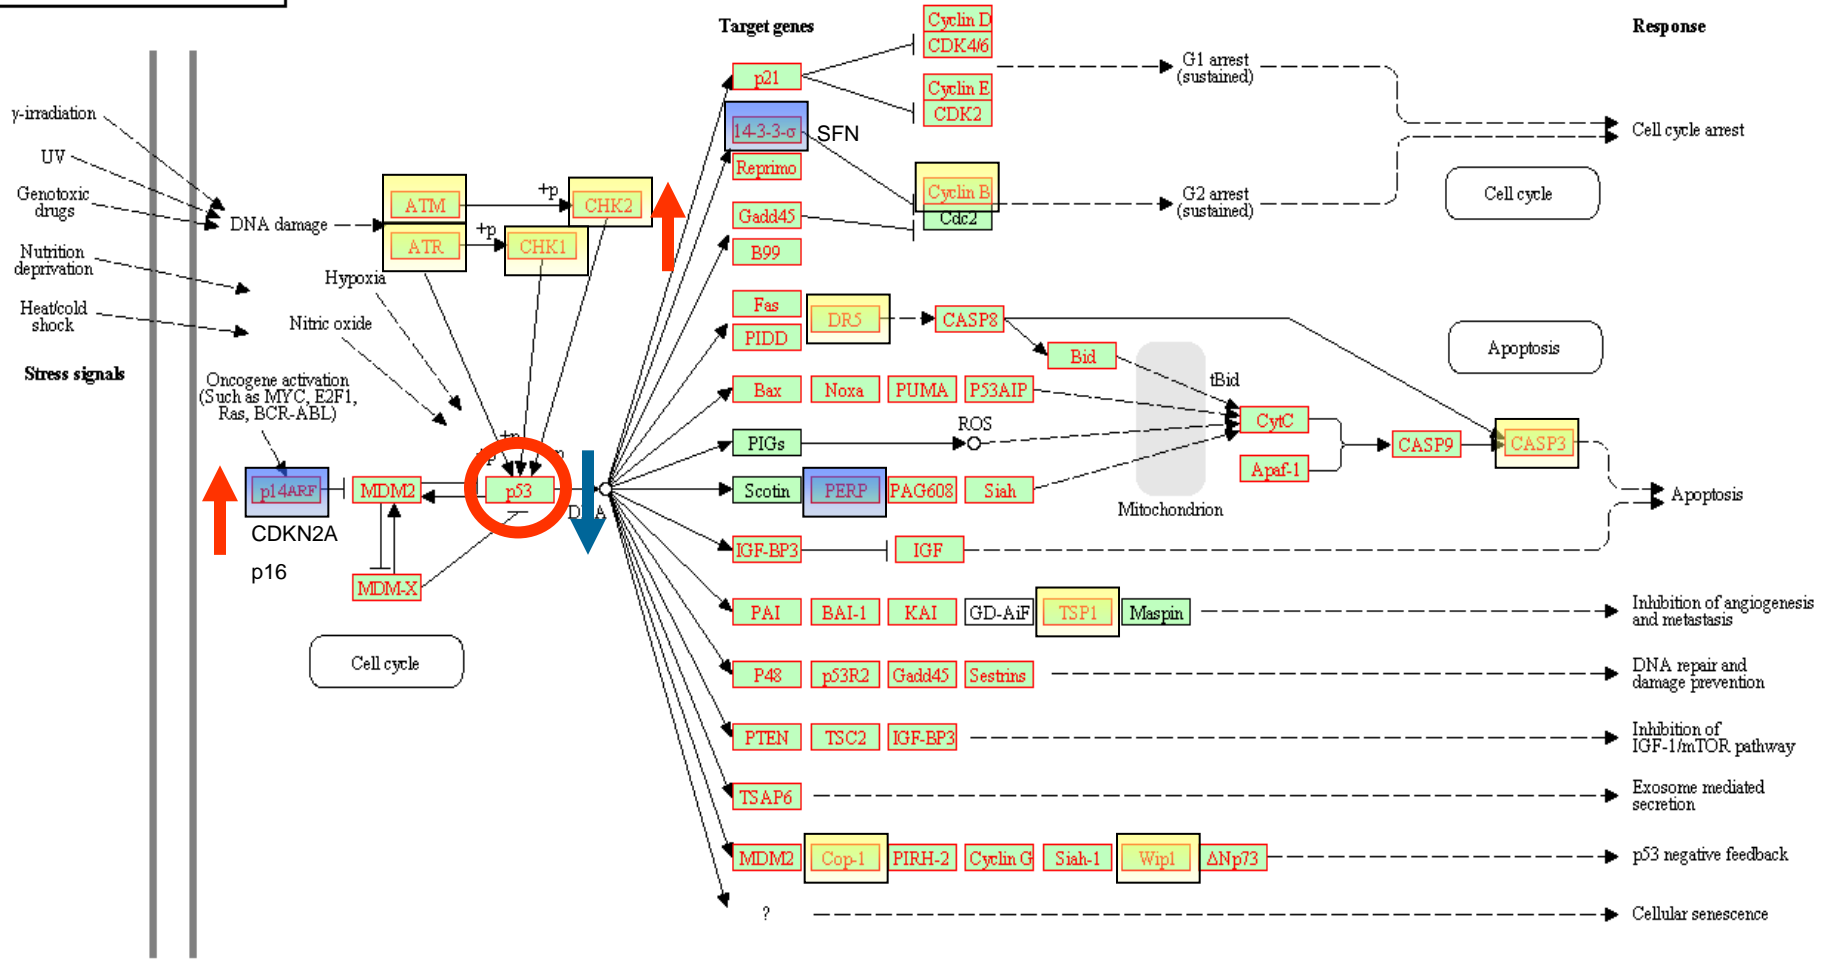 Target genes
Response
Cyclin D
CDK4/6
p21
G1 arrest
(sustained)
Cyclin E
CDK2
γ-irradiation
14-3-3-σ
SFN
Cell cycle arrest
UV
Reprimo
Genotoxic
drugs
ATM
+p
CHK2
Cyclin B
Cdc2
G2 arrest
(sustained)
Cell cycle
DNA damage
Gadd45
ATR
+p
CHK1
B99
Nutrition
deprivation
Hypoxia
Heat/cold
shock
Nitric oxide
Fas
PIDD
DR5
CASP8
Bid
Apoptosis
Stress signals
Oncogene activation
(Such as MYC, E2F1,
Ras, BCR-ABL)
Bax
Noxa
PUMA
P53AIP
tBid
CytC
ROS
+p
PIGs
CASP9
CASP3
+p
Apaf-1
p14ARF
MDM2
p53
Scotin
PERP
PAG608
Siah
Mitochondrion
Apoptosis
CDKN2A
p16
IGF-BP3
IGF
MDM-X
PAI
BAI-1
KAI
GD-AiF
TSP1
Maspin
Inhibition of angiogenesis
and metastasis
Cell cycle
P48
p53R2
Gadd45
Sestrins
DNA repair and
damage prevention
PTEN
TSC2
IGF-BP3
Inhibition of
IGF-1/mTOR pathway
TSAP6
Exosome mediated
secretion
MDM2
Cop-1
PIRH-2
Cyclin G
Siah-1
Wip1
ΔNp73
p53 negative feedback
?
Cellular senescence